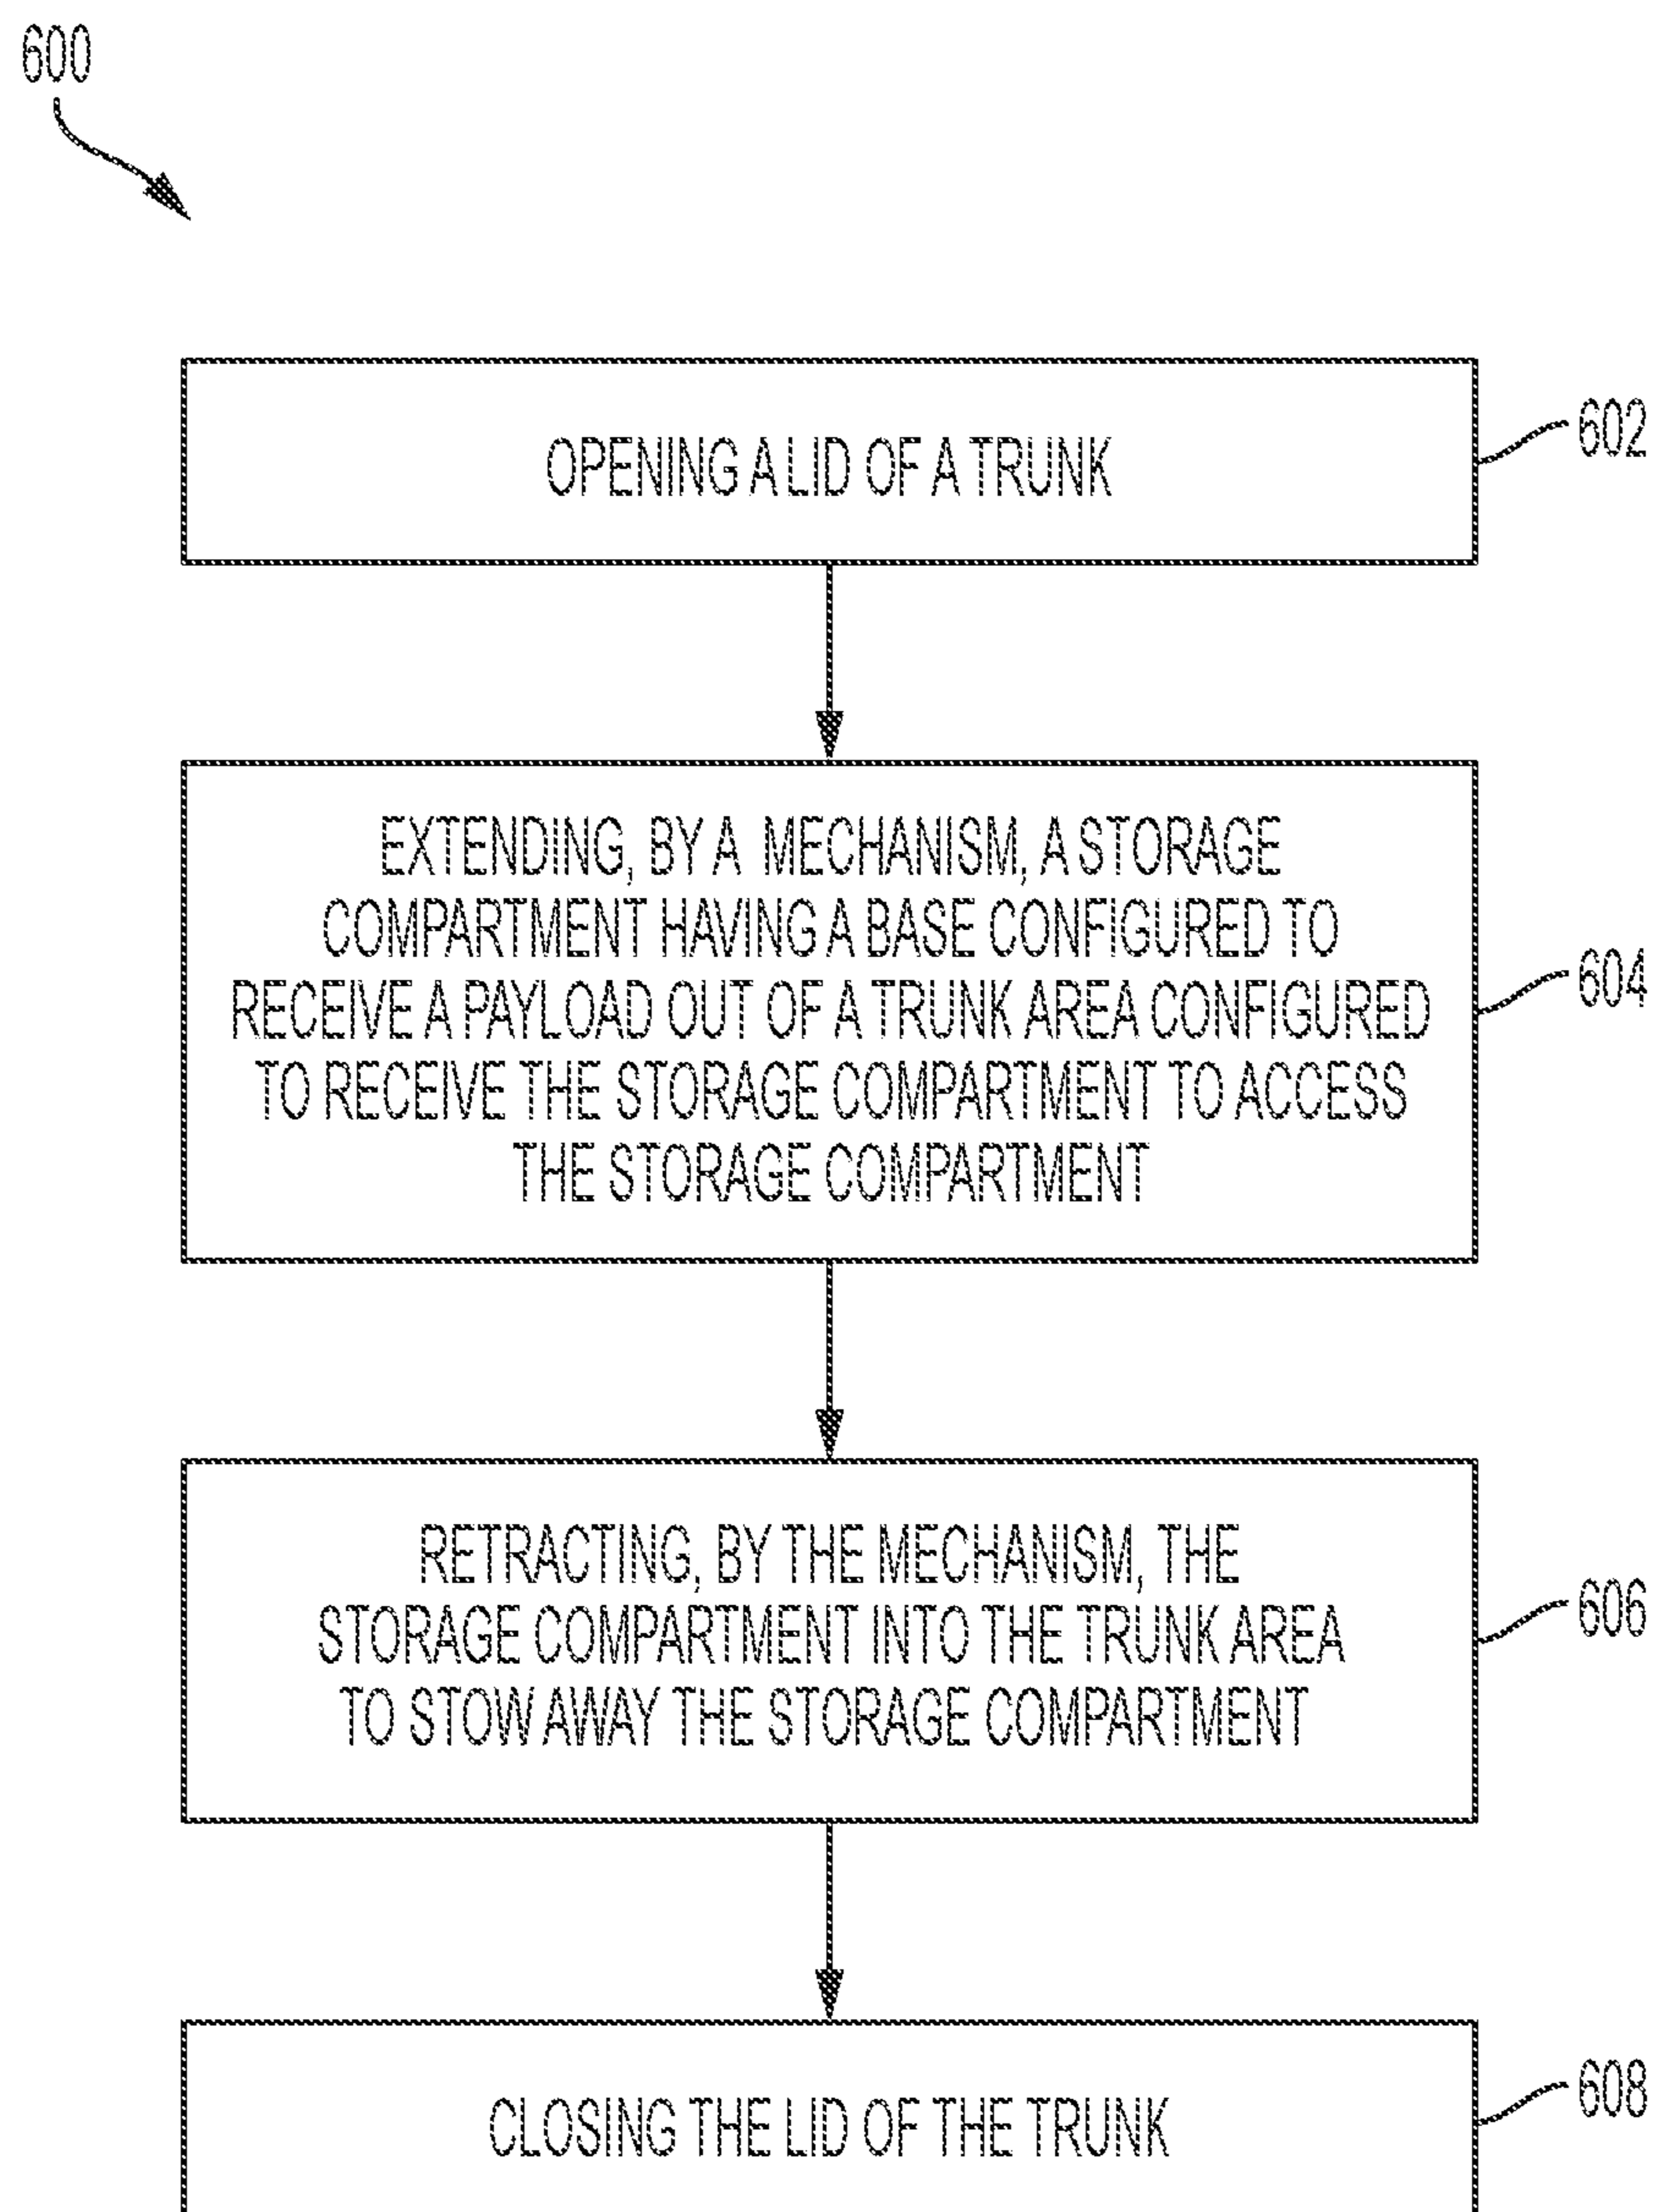 600
OPENING A LID OF A TRUNK
602
EXTENDING, BY A MECHANISM, A STORAGE
COMPARTMENT HAVING A BASE CONFIGURED TO
RECEIVE A PAYLOAD OUT OF A TRUNK AREA CONFIGURED
TO RECEIVE THE STORAGE COMPARTMENT TO ACCESS
THE STORAGE COMPARTMENT
604
RETRACTING, BY THE MECHANISM, THE
STORAGE COMPARTMENT INTO THE TRUNK AREA
TO STOW AWAY THE STORAGE COMPARTMENT
606
CLOSING THE LID OF THE TRUNK
608